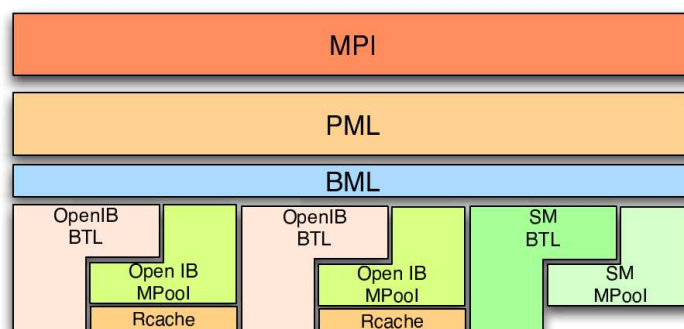 MPI
PML
BML
OpenIB
BTL
Open IB
MPool
Rcache
OpenIB
BTL
Open IB
MPool
Rcache
SM
BTL
SM
MPool